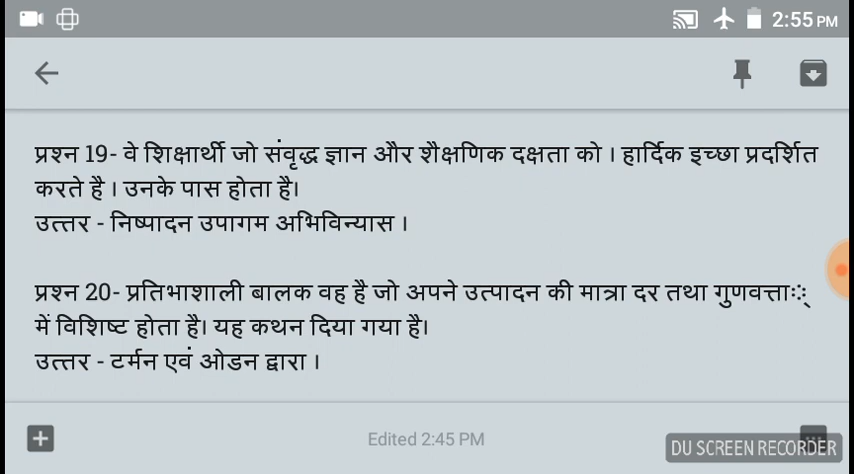 2:55 PM
प्रश्न 19- वे शिक्षार्थी जो संवृद्ध ज्ञान और शैक्षणिक दक्षता को । हार्दिक इच्छा प्रदर्शित
करते है । उनके पास होता है।
उत्तर - निष्पादन उपागम अभिविन्यास ।
प्रश्न 20- प्रतिभाशाली बालक वह है जो अपने उत्पादन की मात्रा दर तथा गुणवत्ताः्
में विशिष्ट होता है। यह कथन दिया गया है।
उत्तर - टर्मन एवं ओडन द्वारा ।
Edited 2:45 PM
DU SCREEN RECORDER